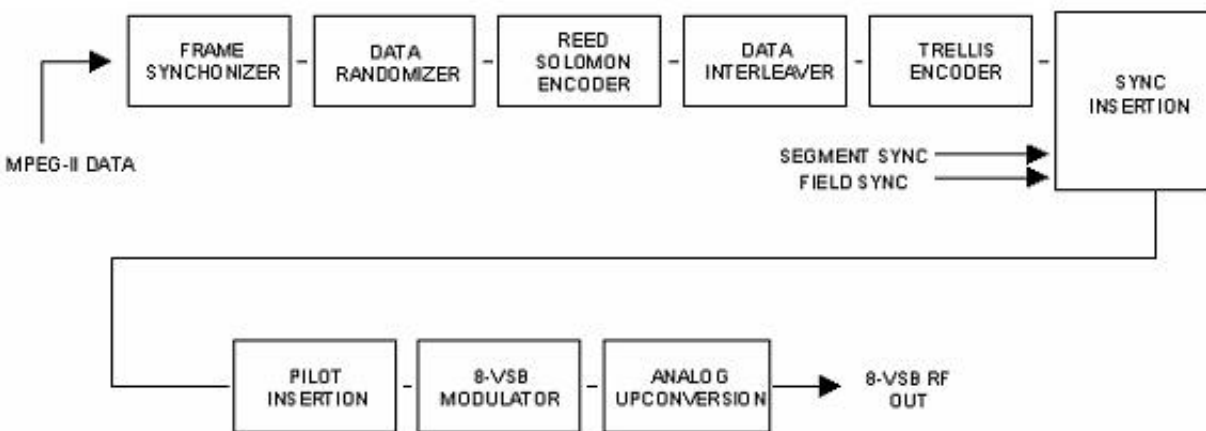 FRAME
SYNCHONIZER
DATA
RANDOMIZER
REED
SOLOMON
ENCODER
DATA
INTERLEAVER
TRELLIS
ENCODER
SYNC
INSERTION
MPEG-II DATA
SEGMENT SYNC
FIELD SYNC
PILOT
INSERTION
8-VSB
MODULATOR
ANALOG
UPCONVERSION
8-VSB RF
OUT